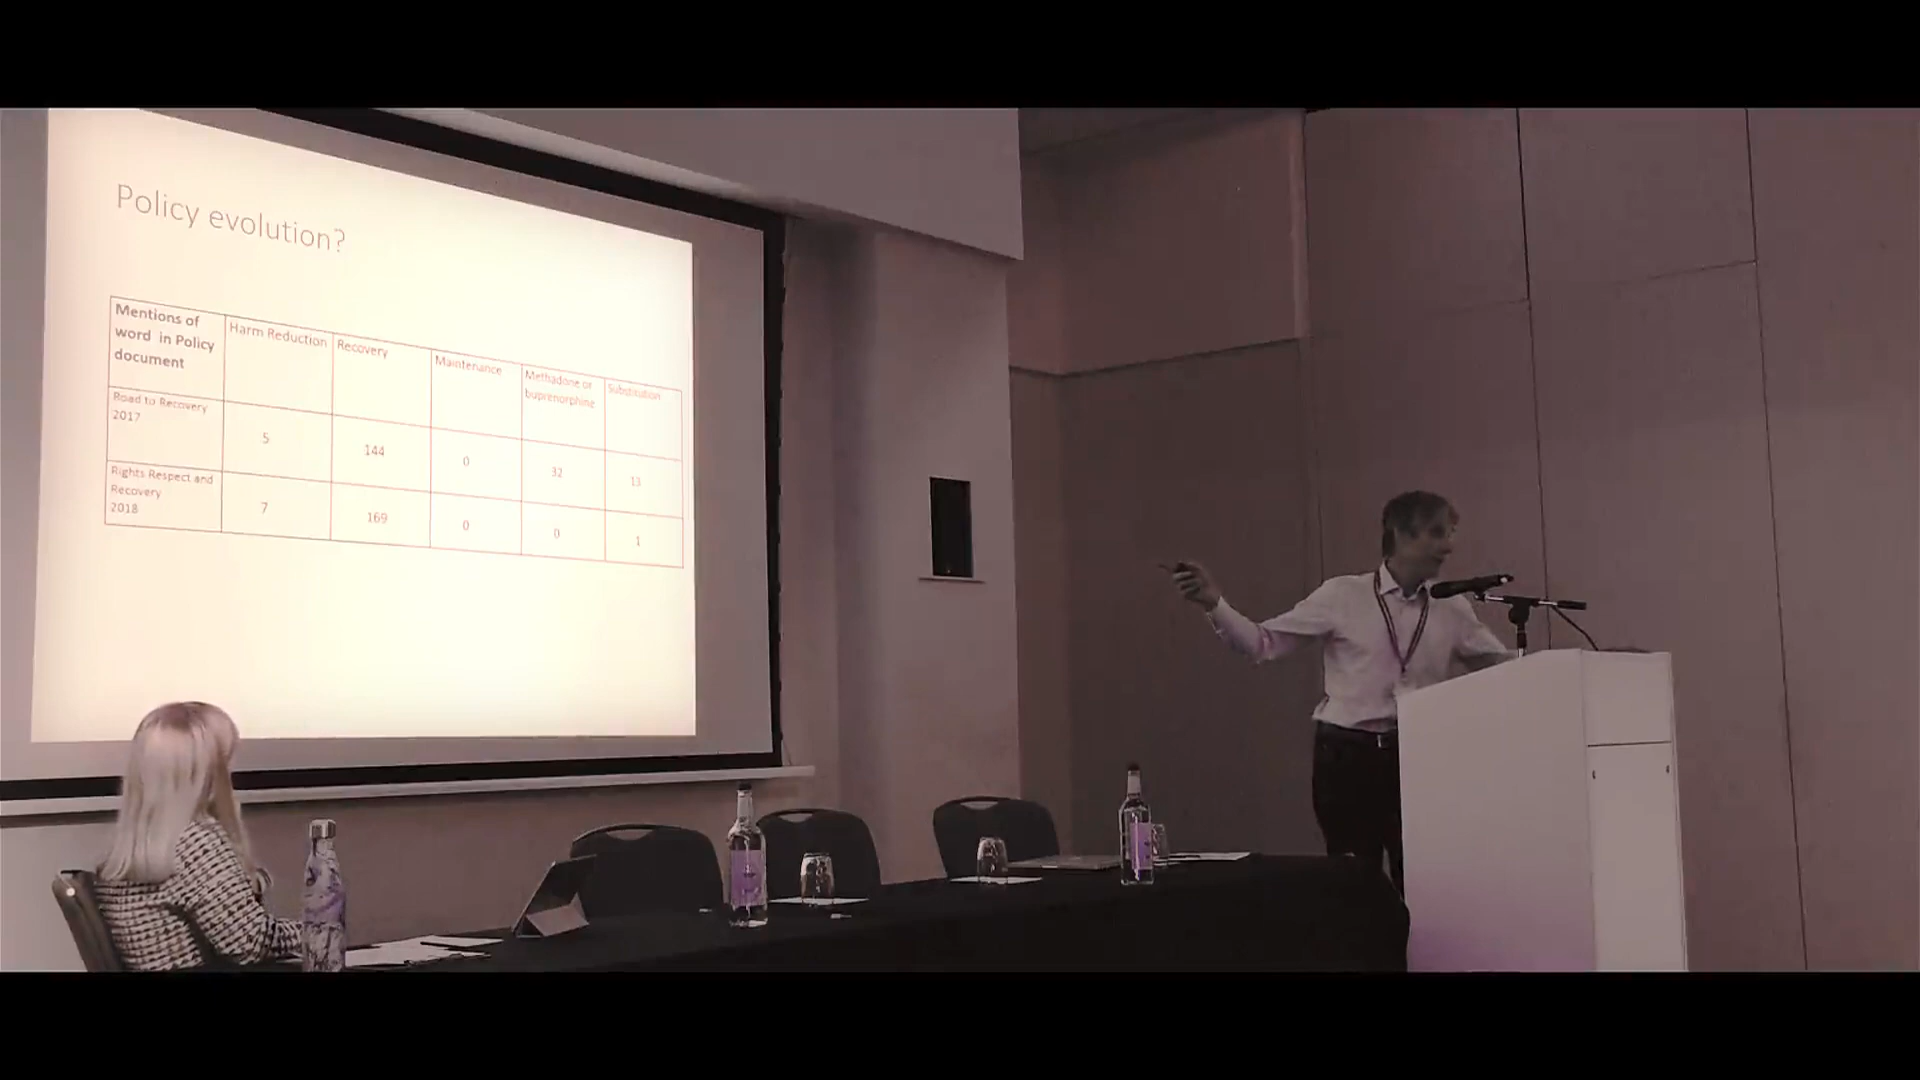 Policy evolution?
Mentions of
word in Policy
document
Harm Reduction
Recovery
Maintenance
Methadone or
buprenorphine
Substitution
Road to Recovery
2017
5
144
0
32
13
Rights Respect and
Recovery
2018
7
169
0
0
1